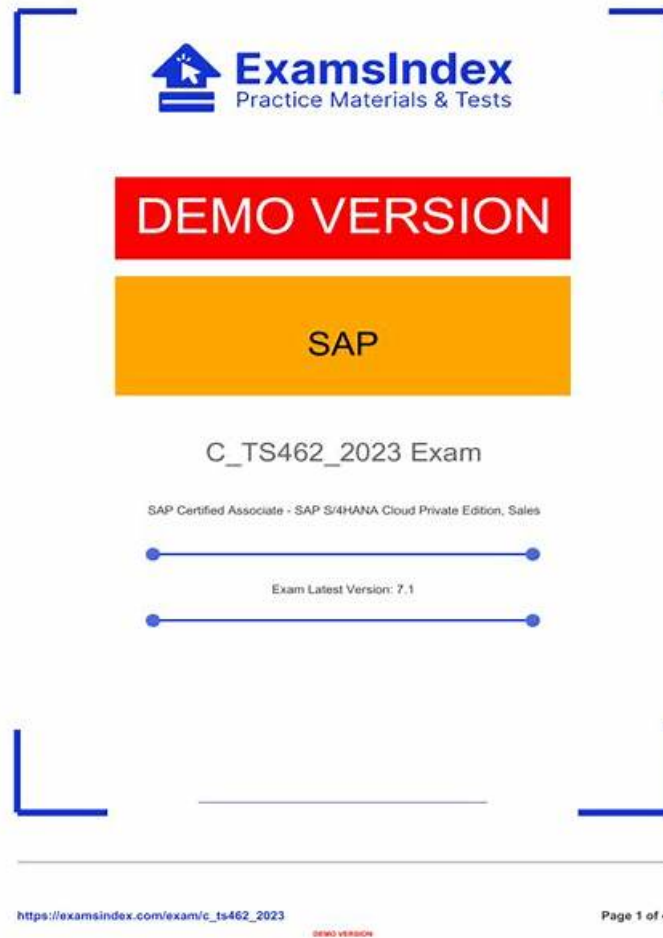 ExamsIndex
Practice Materials & Tests
DEMO VERSION
SAP
C_TS462_2023 Exam
SAP Certified Associate - SAP S/4HANA Cloud Private Edition, Sales
Exam Latest Version: 7.1
https://examsindex.com/exam/c_ts462_2023
Page 1 of
DEMO VERSION